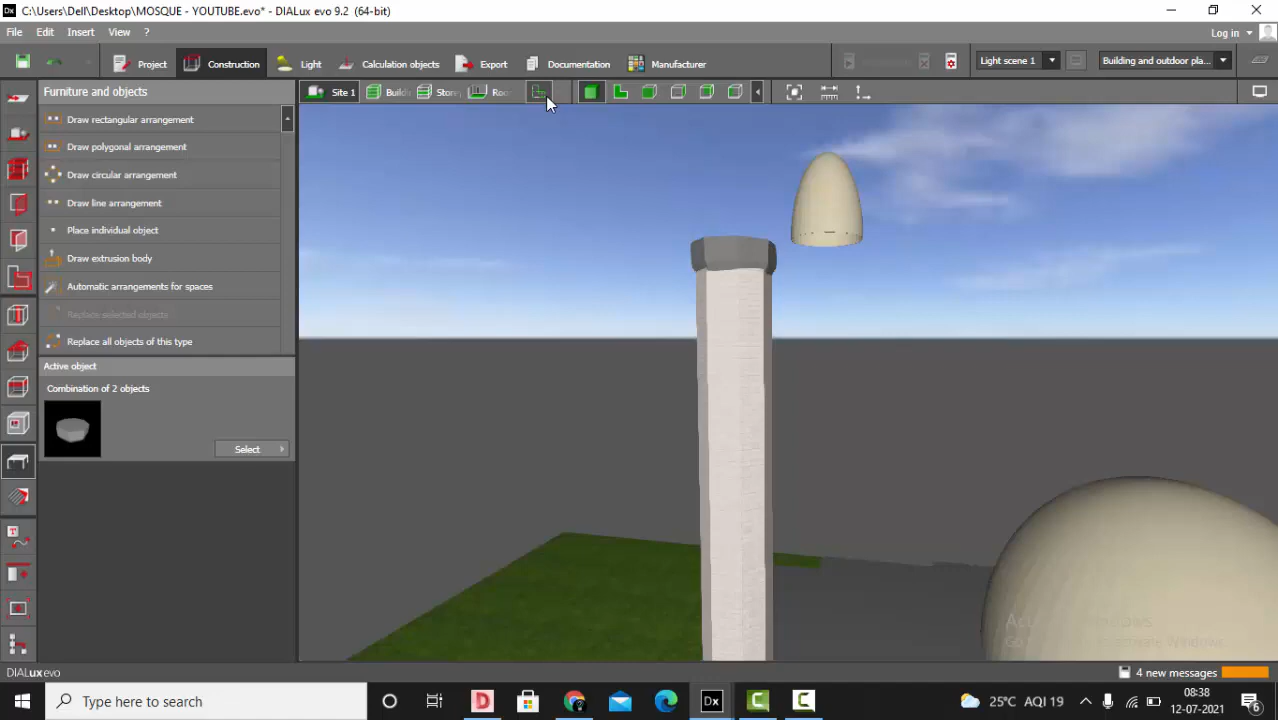 Dx C:\Users\Dell\Desktop\MOSQUE - YOUTUBE.evo* - DIALux evo 9.2 (64-bit)
File Edit Insert View ? Log in
Project Construction Light Calculation objects Export Documentation Manufacturer Light scene 1 Building and outdoor pla...
Furniture and objects Site 1
Draw rectangular arrangement
Draw polygonal arrangement
Draw circular arrangement
Draw line arrangement
Place individual object
Draw extrusion body
Automatic arrangements for spaces
Replace selected objects
Replace all objects of this type
Active object
Combination of 2 objects
Select
DIALux evo 4 new messages
Type here to search Dx 25°C AQI 19 08:38
12-07-2021 6